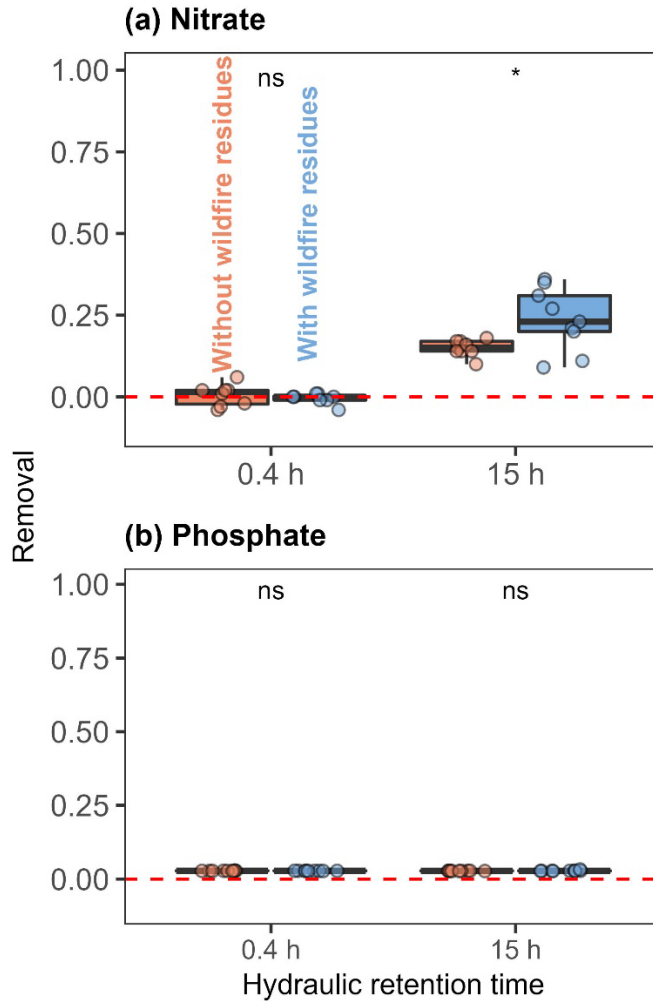 (a) Nitrate
1.00
0.75
0.50
0.25
0.00
ns
*
Without wildfire residues
With wildfire residues
0.4 h
15 h
Removal
(b) Phosphate
1.00
0.75
0.50
0.25
0.00
ns
ns
0.4 h
15 h
Hydraulic retention time